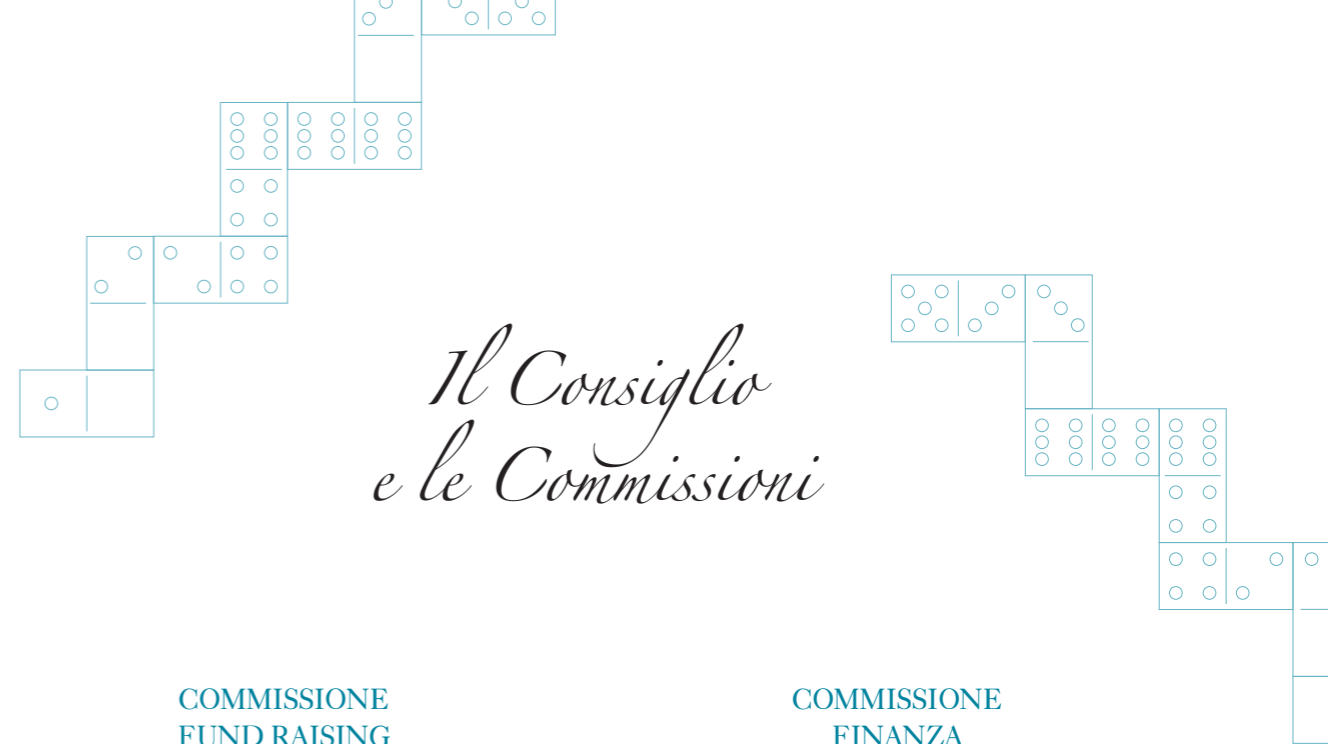 Il Consiglio
e le Commissioni
COMMISSIONE
FUND RAISING
COMMISSIONE
FINANZA